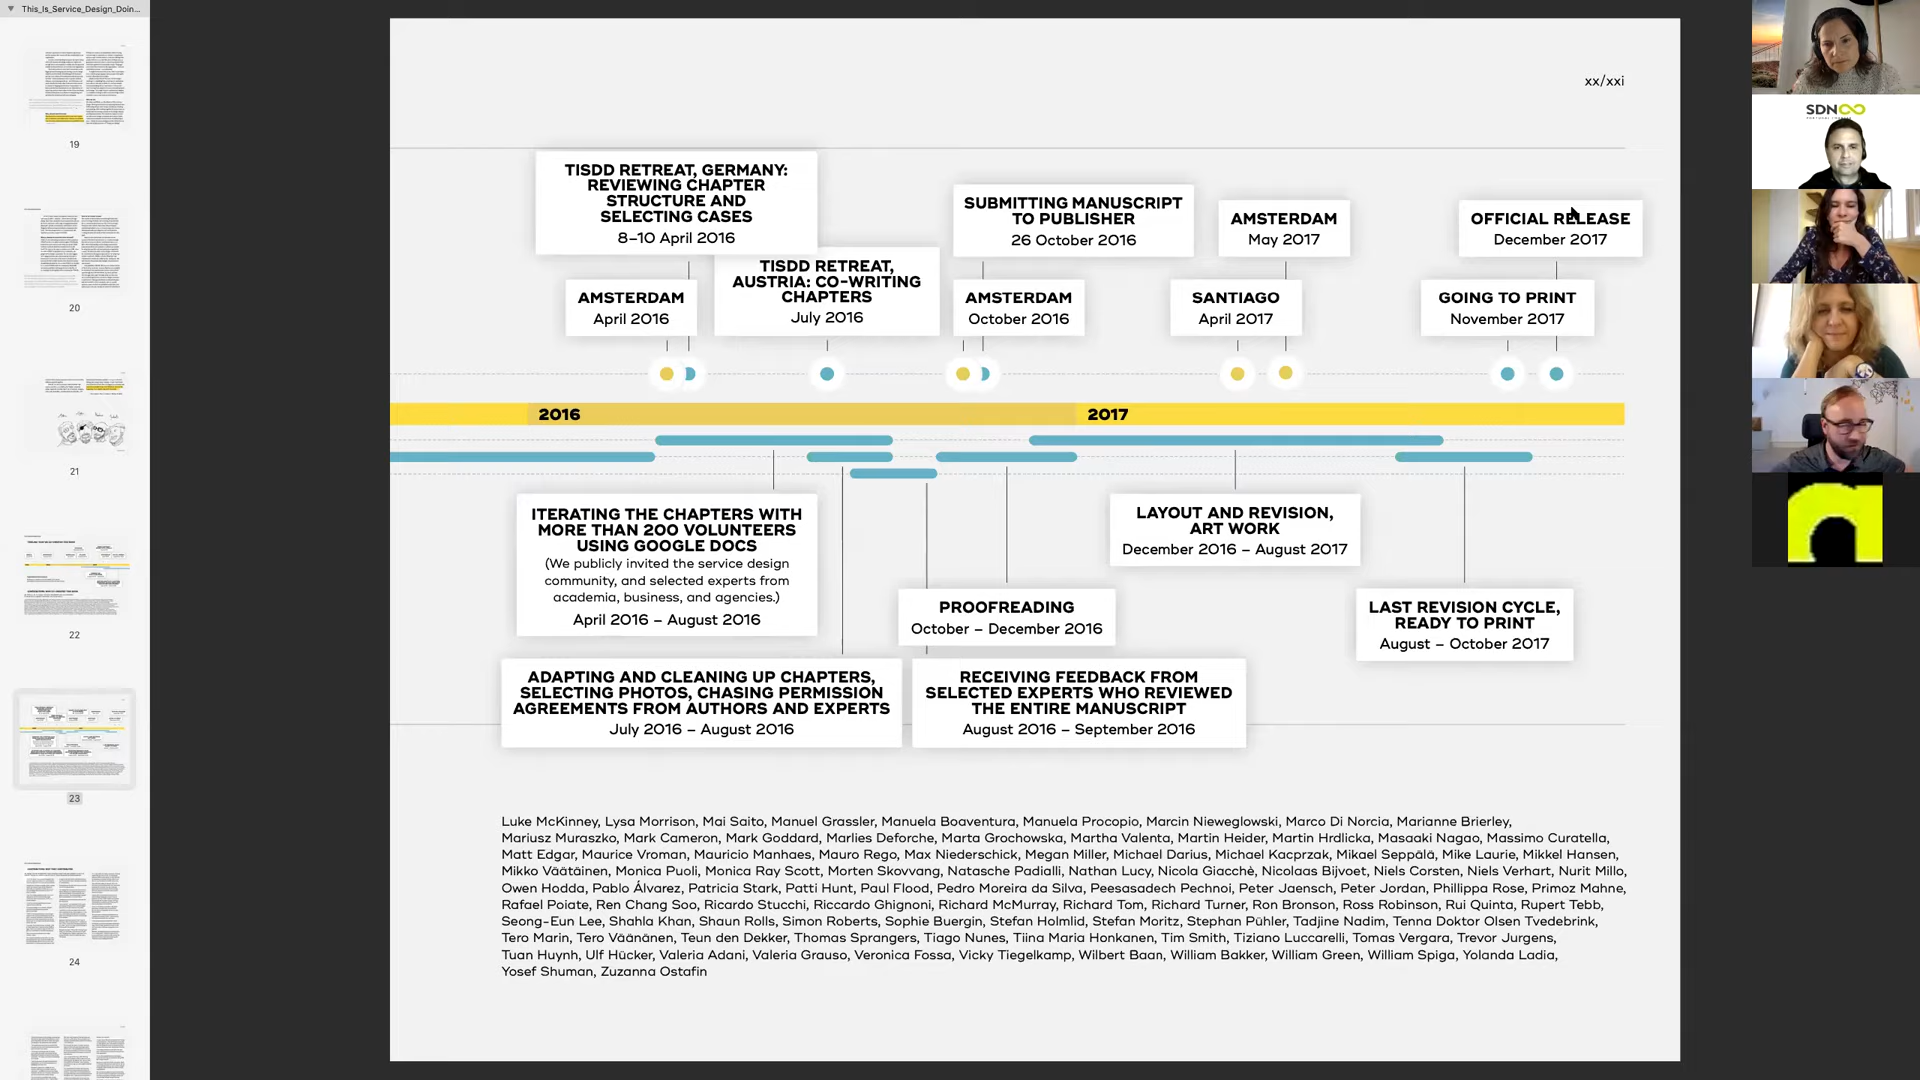 This_Is_Service_Design_Doin...
19
20
21
22
23
24
xx/xxi
TISDD RETREAT, GERMANY:
REVIEWING CHAPTER
STRUCTURE AND
SELECTING CASES
8–10 April 2016
SUBMITTING MANUSCRIPT
TO PUBLISHER
26 October 2016
AMSTERDAM
May 2017
OFFICIAL RELEASE
December 2017
AMSTERDAM
April 2016
TISDD RETREAT,
AUSTRIA: CO-WRITING
CHAPTERS
July 2016
AMSTERDAM
October 2016
SANTIAGO
April 2017
GOING TO PRINT
November 2017
2016
2017
ITERATING THE CHAPTERS WITH
MORE THAN 200 VOLUNTEERS
USING GOOGLE DOCS
(We publicly invited the service design
community, and selected experts from
academia, business, and agencies.)
April 2016 – August 2016
LAYOUT AND REVISION,
ART WORK
December 2016 – August 2017
PROOFREADING
October – December 2016
LAST REVISION CYCLE,
READY TO PRINT
August – October 2017
ADAPTING AND CLEANING UP CHAPTERS,
SELECTING PHOTOS, CHASING PERMISSION
AGREEMENTS FROM AUTHORS AND EXPERTS
July 2016 – August 2016
RECEIVING FEEDBACK FROM
SELECTED EXPERTS WHO REVIEWED
THE ENTIRE MANUSCRIPT
August 2016 – September 2016
Luke McKinney, Lysa Morrison, Mai Saito, Manuel Grassler, Manuela Boaventura, Manuela Procopio, Marcin Nieweglowski, Marco Di Norcia, Marianne Brierley,
Mariusz Muraszko, Mark Cameron, Mark Goddard, Marlies Deforche, Marta Grochowska, Martha Valenta, Martin Heider, Martin Hrdlicka, Masaaki Nagao, Massimo Curatella,
Matt Edgar, Maurice Vroman, Mauricio Manhaes, Mauro Rego, Max Niederschick, Megan Miller, Michael Darius, Michael Kacprzak, Mikael Seppälä, Mike Laurie, Mikkel Hansen,
Mikko Väätäinen, Monica Puoli, Monica Ray Scott, Morten Skovvang, Natasche Padialli, Nathan Lucy, Nicola Giacchè, Nicolaas Bijvoet, Niels Corsten, Niels Verhart, Nurit Millo,
Owen Hodda, Pablo Álvarez, Patricia Stark, Patti Hunt, Paul Flood, Pedro Moreira da Silva, Peesasadech Pechnoi, Peter Jaensch, Peter Jordan, Phillippa Rose, Primoz Mahne,
Rafael Poiate, Ren Chang Soo, Ricardo Stucchi, Riccardo Ghignoni, Richard McMurray, Richard Tom, Richard Turner, Ron Bronson, Ross Robinson, Rui Quinta, Rupert Tebb,
Seong-Eun Lee, Shahla Khan, Shaun Rolls, Simon Roberts, Sophie Buergin, Stefan Holmlid, Stefan Moritz, Stephan Pühler, Tadjine Nadim, Tenna Doktor Olsen Tvedebrink,
Tero Marin, Tero Väänänen, Teun den Dekker, Thomas Sprangers, Tiago Nunes, Tiina Maria Honkanen, Tim Smith, Tiziano Luccarelli, Tomas Vergara, Trevor Jurgens,
Tuan Huynh, Ulf Hücker, Valeria Adani, Valeria Grauso, Veronica Fossa, Vicky Tiegelkamp, Wilbert Baan, William Bakker, William Green, William Spiga, Yolanda Ladia,
Yosef Shuman, Zuzanna Ostafin
SDN